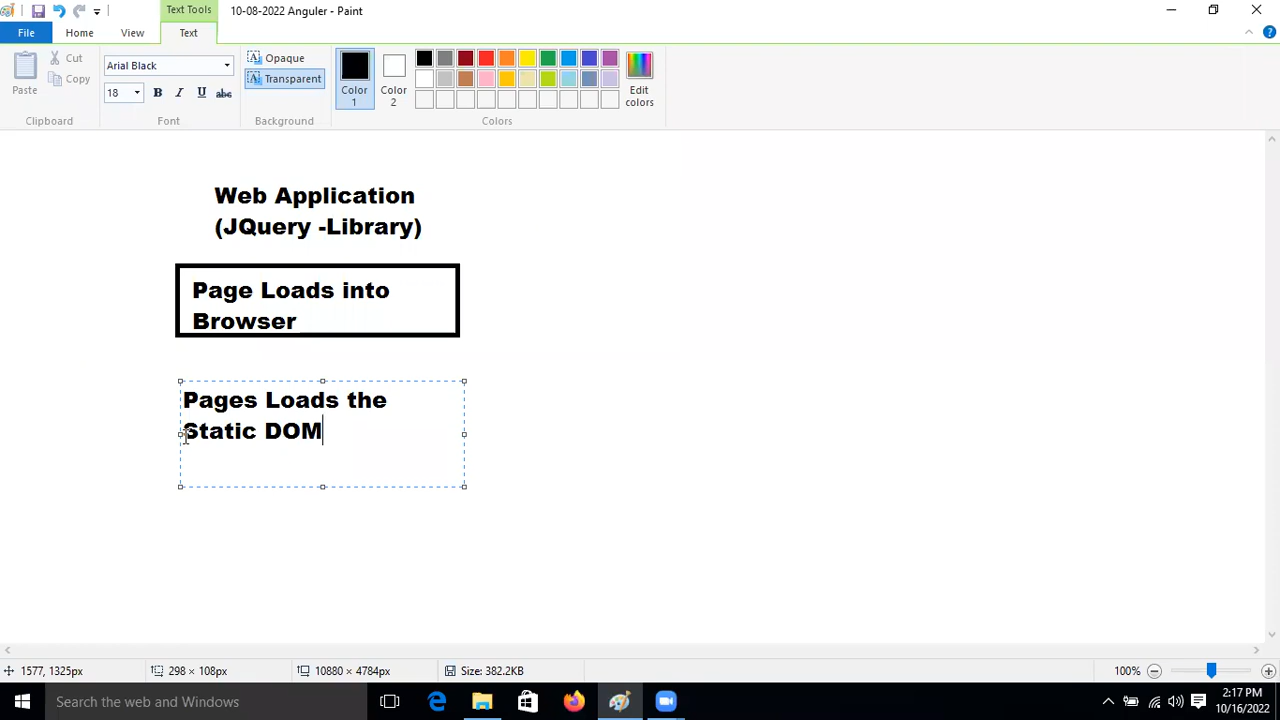 Text Tools
10-08-2022 Anguler - Paint
File
Home
View
Text
Paste
Cut
Copy
Clipboard
Arial Black
18
B
I
U
abc
Font
Opaque
Transparent
Background
Color
1
Color
2
Edit
colors
Colors
Web Application
(JQuery -Library)
Page Loads into
Browser
Pages Loads the
Static DOM
1577, 1325px
298 × 108px
10880 × 4784px
Size: 382.2KB
100%
Search the web and Windows
2:17 PM
10/16/2022